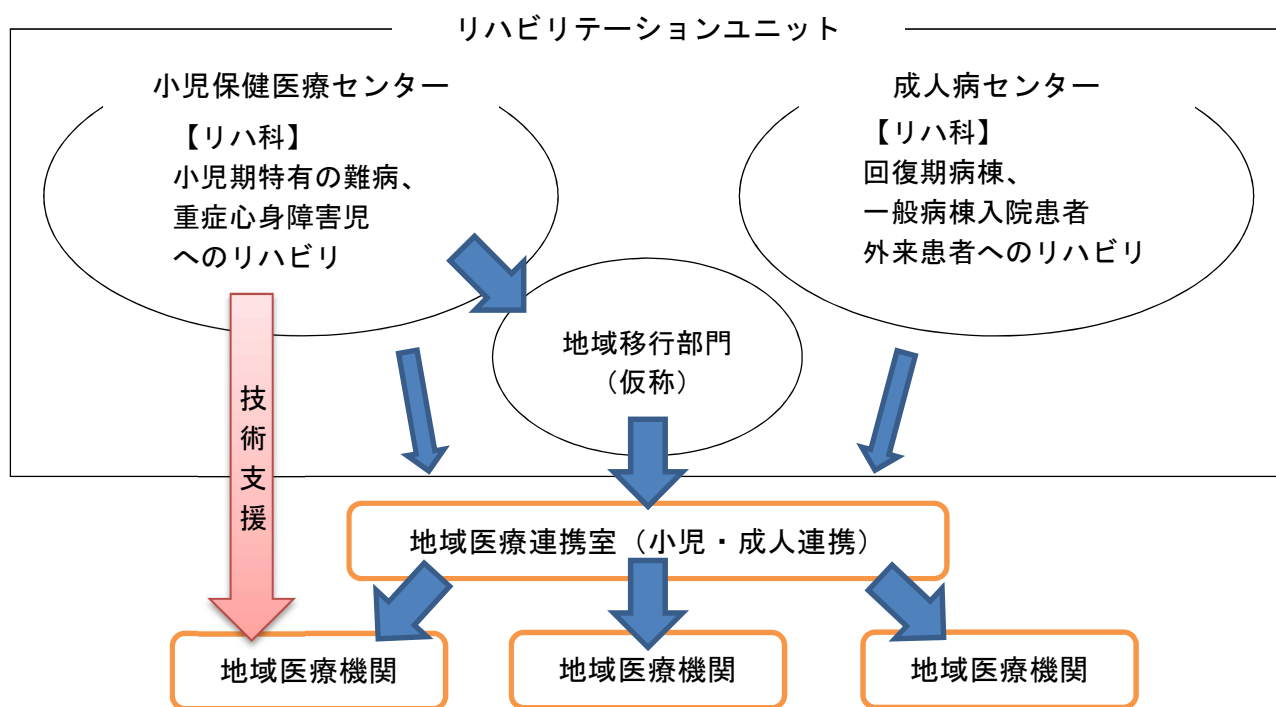 リハビリテーションユニット
小児保健医療センター
【リハ科】
小児期特有の難病、
重症心身障害児
へのリハビリ
成人病センター
【リハ科】
回復期病棟、
一般病棟入院患者
外来患者へのリハビリ
地域移行部門
（仮称）
技術支援
地域医療連携室（小児・成人連携）
地域医療機関
地域医療機関
地域医療機関